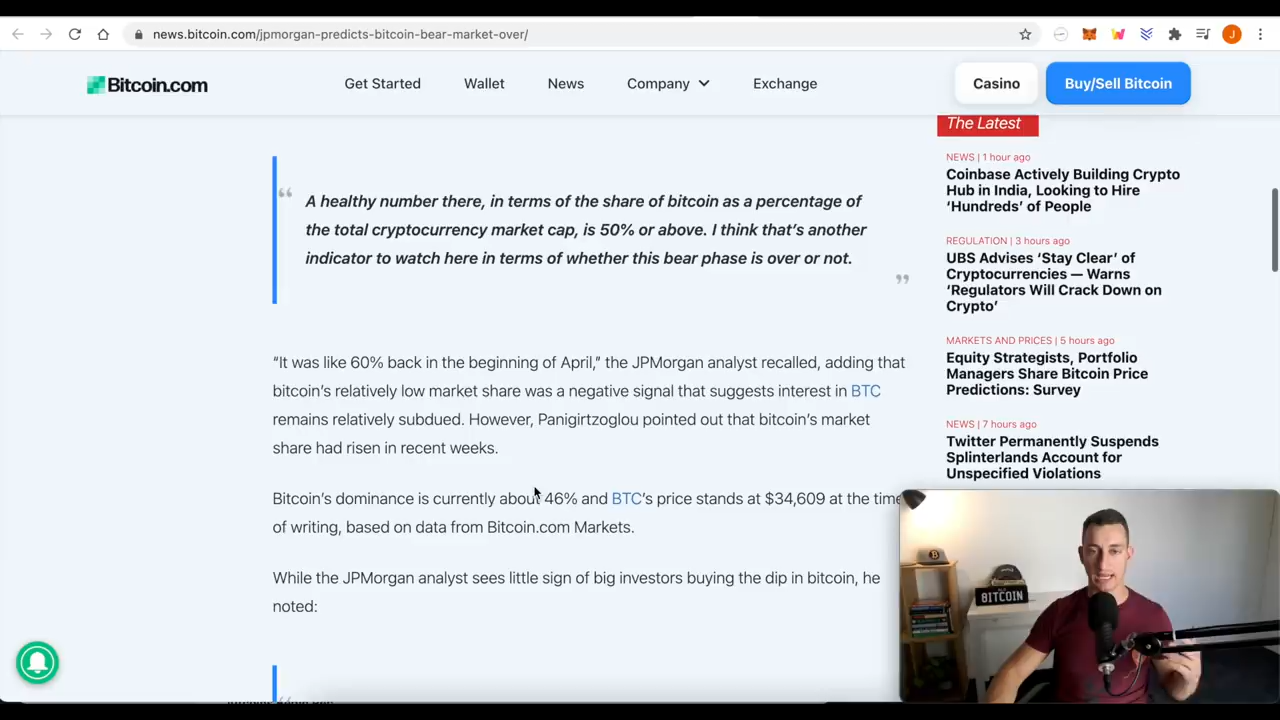 news.bitcoin.com/jpmorgan-predicts-bitcoin-bear-market-over/
J
Bitcoin.com
Get Started
Wallet
News
Company
Exchange
Casino
Buy/Sell Bitcoin
“
A healthy number there, in terms of the share of bitcoin as a percentage of
the total cryptocurrency market cap, is 50% or above. I think that’s another
indicator to watch here in terms of whether this bear phase is over or not.
”
“It was like 60% back in the beginning of April,” the JPMorgan analyst recalled, adding that
bitcoin’s relatively low market share was a negative signal that suggests interest in BTC
remains relatively subdued. However, Panigirtzoglou pointed out that bitcoin’s market
share had risen in recent weeks.
Bitcoin’s dominance is currently about 46% and BTC’s price stands at $34,609 at the time
of writing, based on data from Bitcoin.com Markets.
While the JPMorgan analyst sees little sign of big investors buying the dip in bitcoin, he
noted:
The Latest
NEWS | 1 hour ago
Coinbase Actively Building Crypto
Hub in India, Looking to Hire
‘Hundreds’ of People
REGULATION | 3 hours ago
UBS Advises ‘Stay Clear’ of
Cryptocurrencies — Warns
‘Regulators Will Crack Down on
Crypto’
MARKETS AND PRICES | 5 hours ago
Equity Strategists, Portfolio
Managers Share Bitcoin Price
Predictions: Survey
NEWS | 7 hours ago
Twitter Permanently Suspends
Splinterlands Account for
Unspecified Violations
BITCOIN